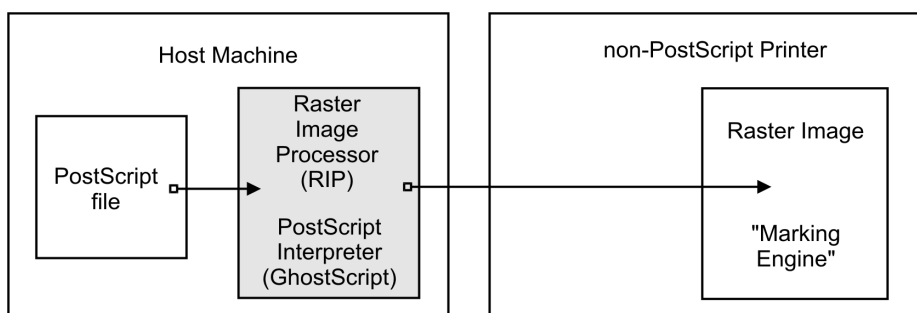 Host Machine
PostScript
file
Raster
Image
Processor
(RIP)
PostScript
Interpreter
(GhostScript)
non-PostScript Printer
Raster Image
"Marking
Engine"